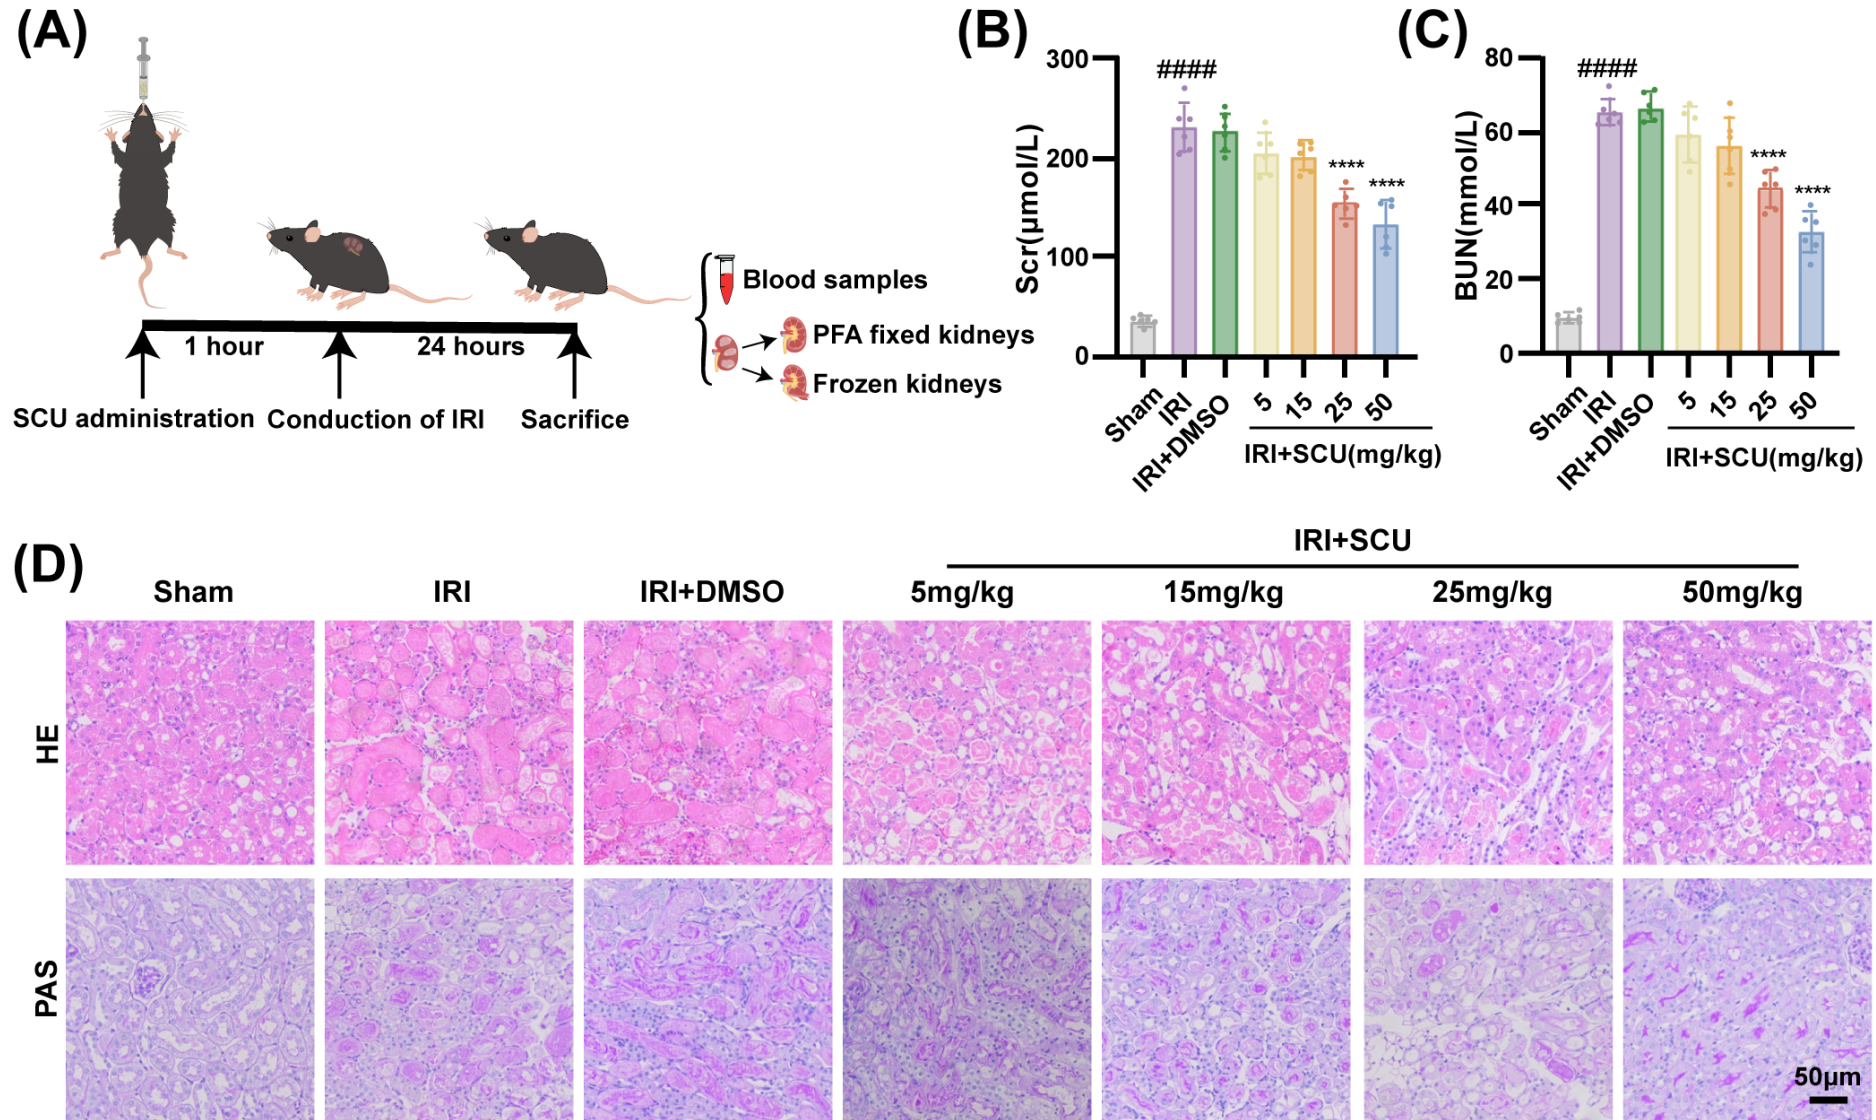 (A)
1 hour
24 hours
SCU administration
Conduction of IRI
Sacrifice
Blood samples
PFA fixed kidneys
Frozen kidneys
(B)
Scr(μmol/L)
300
200
100
0
####
****
****
Sham
IRI
IRI+DMSO
5
15
25
50
IRI+SCU(mg/kg)
(C)
BUN(mmol/L)
80
60
40
20
0
####
****
****
Sham
IRI
IRI+DMSO
5
15
25
50
IRI+SCU(mg/kg)
(D)
IRI+SCU
Sham
IRI
IRI+DMSO
5mg/kg
15mg/kg
25mg/kg
50mg/kg
HE
PAS
50μm